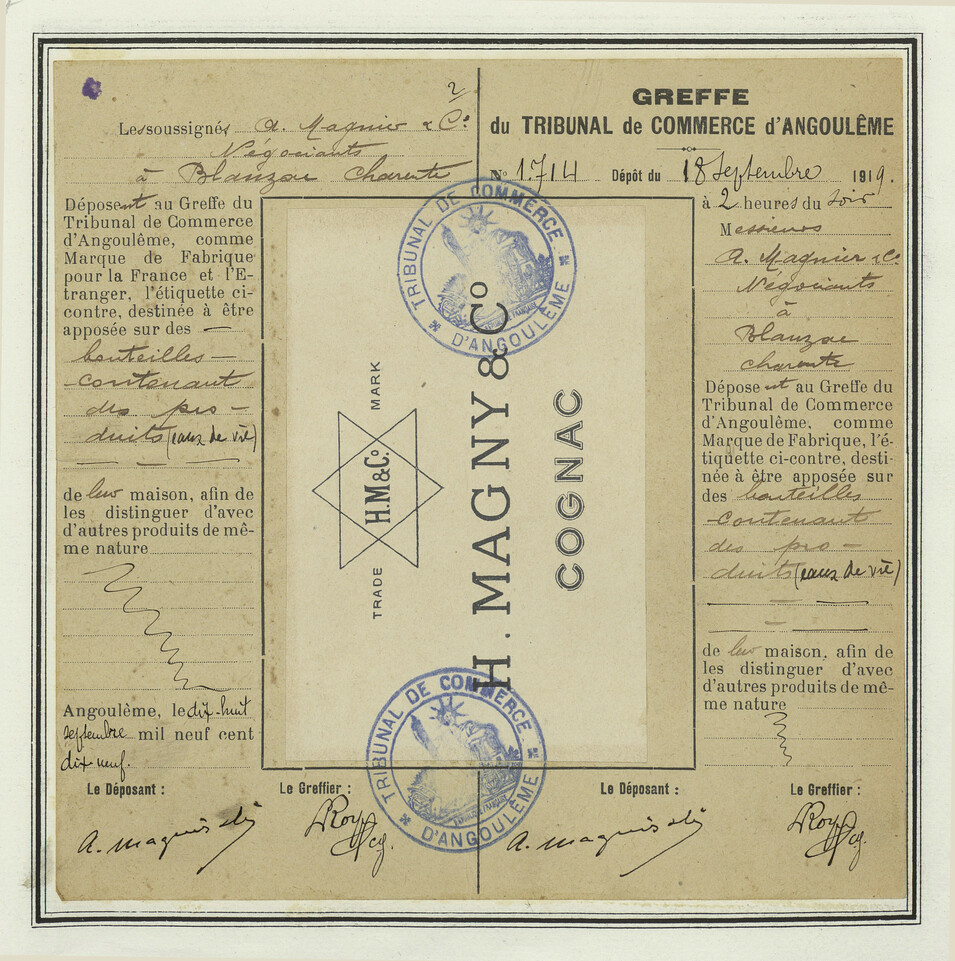 2
Les soussignés A. Magnier & Cº
Négociants
à Blanzac Charente
Déposent au Greffe du
Tribunal de Commerce
d'Angoulême, comme
Marque de Fabrique
pour la France et l'E-
tranger, l'étiquette ci-
contre, destinée à être
apposée sur des —
bouteilles —
— contenant
des pro —
duits (eaux de vie)
de leur maison, afin de
les distinguer d'avec
d'autres produits de mê-
me nature
Angoulême, le dix-huit
septembre mil neuf cent
dix-neuf.
Le Déposant :
Le Greffier :
TRADE MARK
H.M&Cº
H. MAGNY & Cº
COGNAC
TRIBUNAL DE COMMERCE D'ANGOULÊME
TRIBUNAL DE COMMERCE D'ANGOULÊME
GREFFE
du TRIBUNAL de COMMERCE d'ANGOULÊME
Nº 1714 Dépôt du 18 Septembre 1919.
à 2 heures du soir
Messieurs
A. Magnier & Cº
Négociants
à
Blanzac
charente
Déposent au Greffe du
Tribunal de Commerce
d'Angoulême, comme
Marque de Fabrique, l'é-
tiquette ci-contre, desti-
née à être apposée sur
des bouteilles
— contenant
des pro —
duits (eaux de vie)
de leur maison, afin de
les distinguer d'avec
d'autres produits de mê-
me nature
Le Déposant :
Le Greffier :